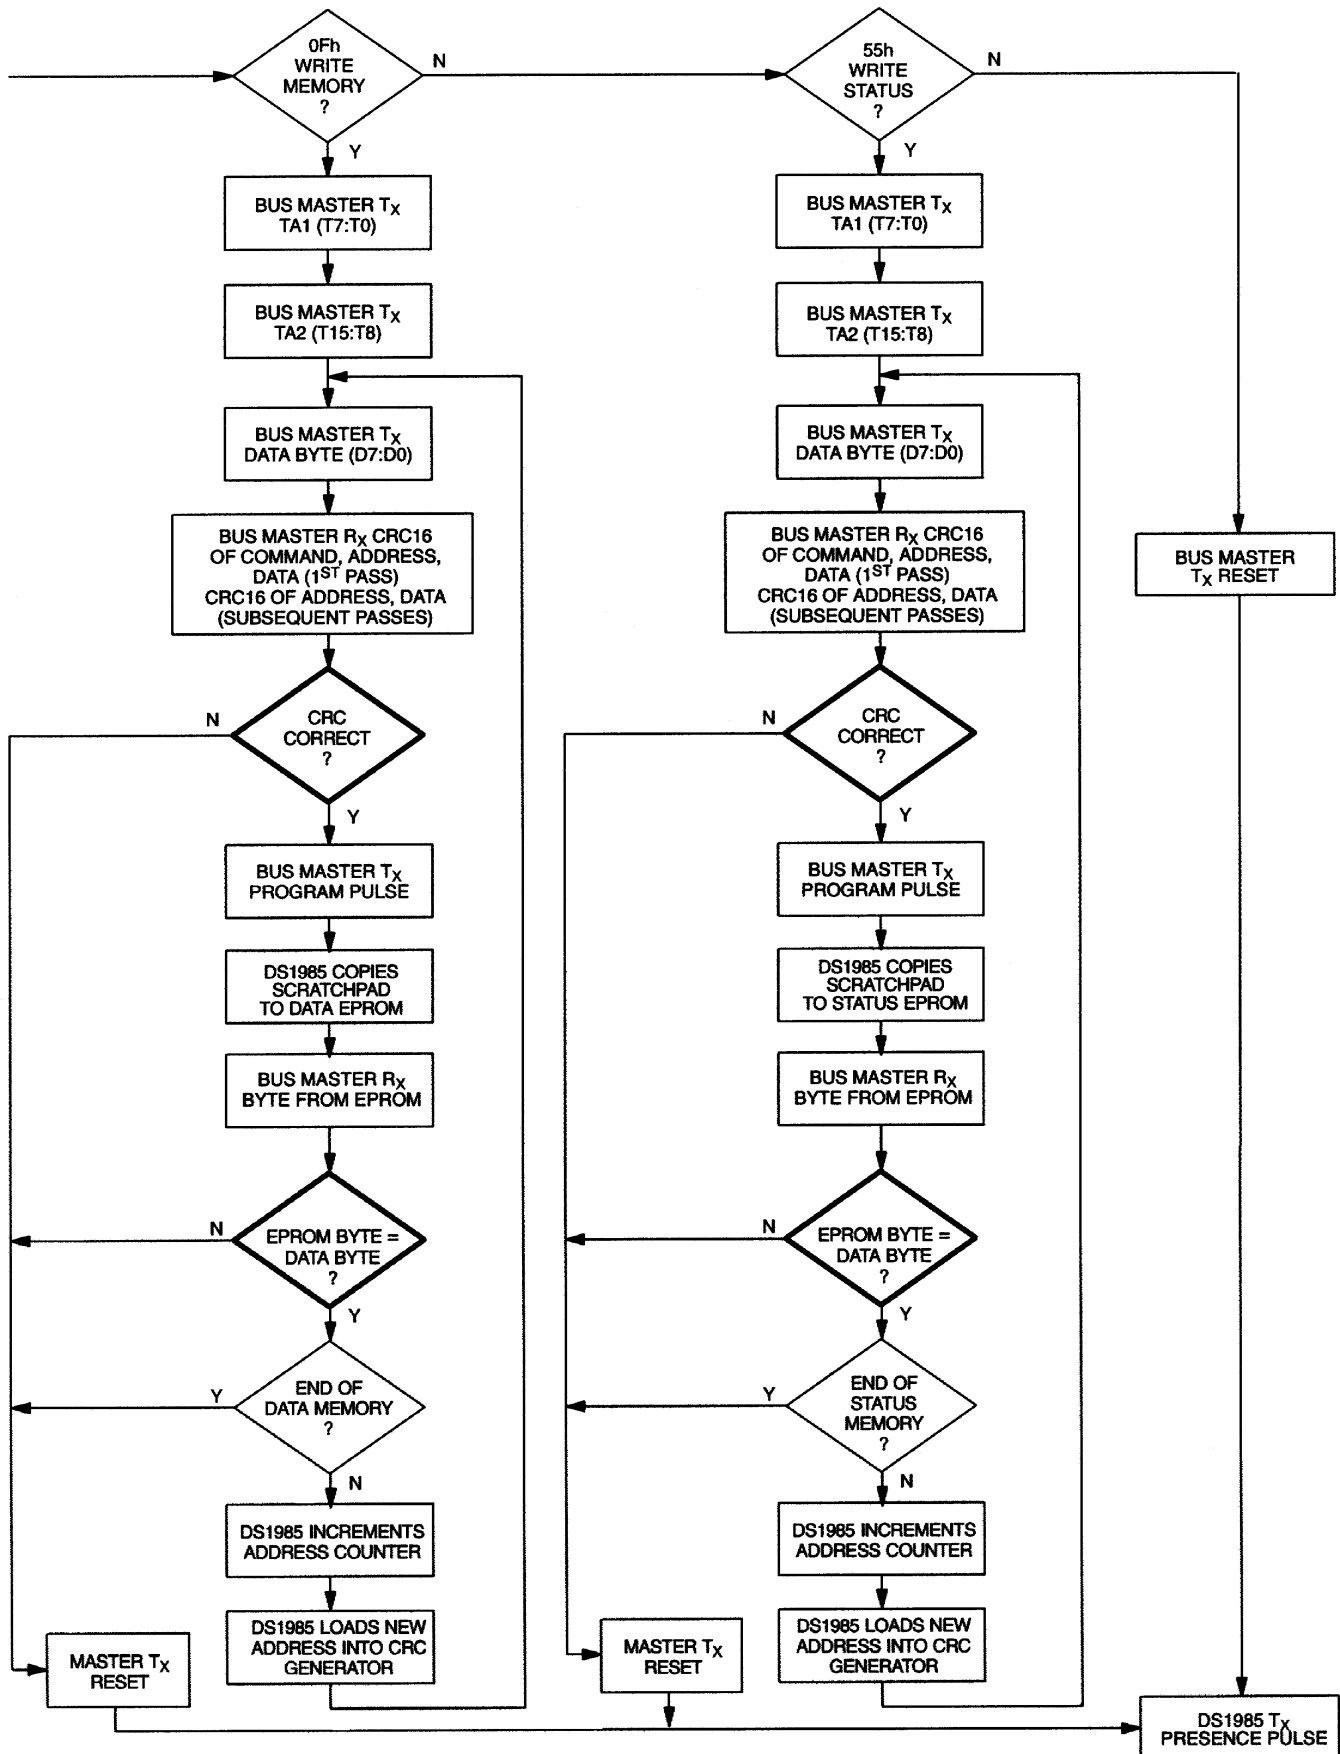 0Fh
WRITE
MEMORY
?
N
Y
BUS MASTER TX
TA1 (T7:T0)
BUS MASTER TX
TA2 (T15:T8)
BUS MASTER TX
DATA BYTE (D7:D0)
BUS MASTER RX CRC16
OF COMMAND, ADDRESS,
DATA (1ST PASS)
CRC16 OF ADDRESS, DATA
(SUBSEQUENT PASSES)
N
CRC
CORRECT
?
Y
BUS MASTER TX
PROGRAM PULSE
DS1985 COPIES
SCRATCHPAD
TO DATA EPROM
BUS MASTER RX
BYTE FROM EPROM
N
EPROM BYTE =
DATA BYTE
?
Y
Y
END OF
DATA MEMORY
?
N
DS1985 INCREMENTS
ADDRESS COUNTER
DS1985 LOADS NEW
ADDRESS INTO CRC
GENERATOR
MASTER TX
RESET
55h
WRITE
STATUS
?
N
Y
BUS MASTER TX
TA1 (T7:T0)
BUS MASTER TX
TA2 (T15:T8)
BUS MASTER TX
DATA BYTE (D7:D0)
BUS MASTER RX CRC16
OF COMMAND, ADDRESS,
DATA (1ST PASS)
CRC16 OF ADDRESS, DATA
(SUBSEQUENT PASSES)
N
CRC
CORRECT
?
Y
BUS MASTER TX
PROGRAM PULSE
DS1985 COPIES
SCRATCHPAD
TO STATUS EPROM
BUS MASTER RX
BYTE FROM EPROM
N
EPROM BYTE =
DATA BYTE
?
Y
Y
END OF
STATUS
MEMORY
?
N
DS1985 INCREMENTS
ADDRESS COUNTER
DS1985 LOADS NEW
ADDRESS INTO CRC
GENERATOR
MASTER TX
RESET
BUS MASTER
TX RESET
DS1985 TX
PRESENCE PULSE